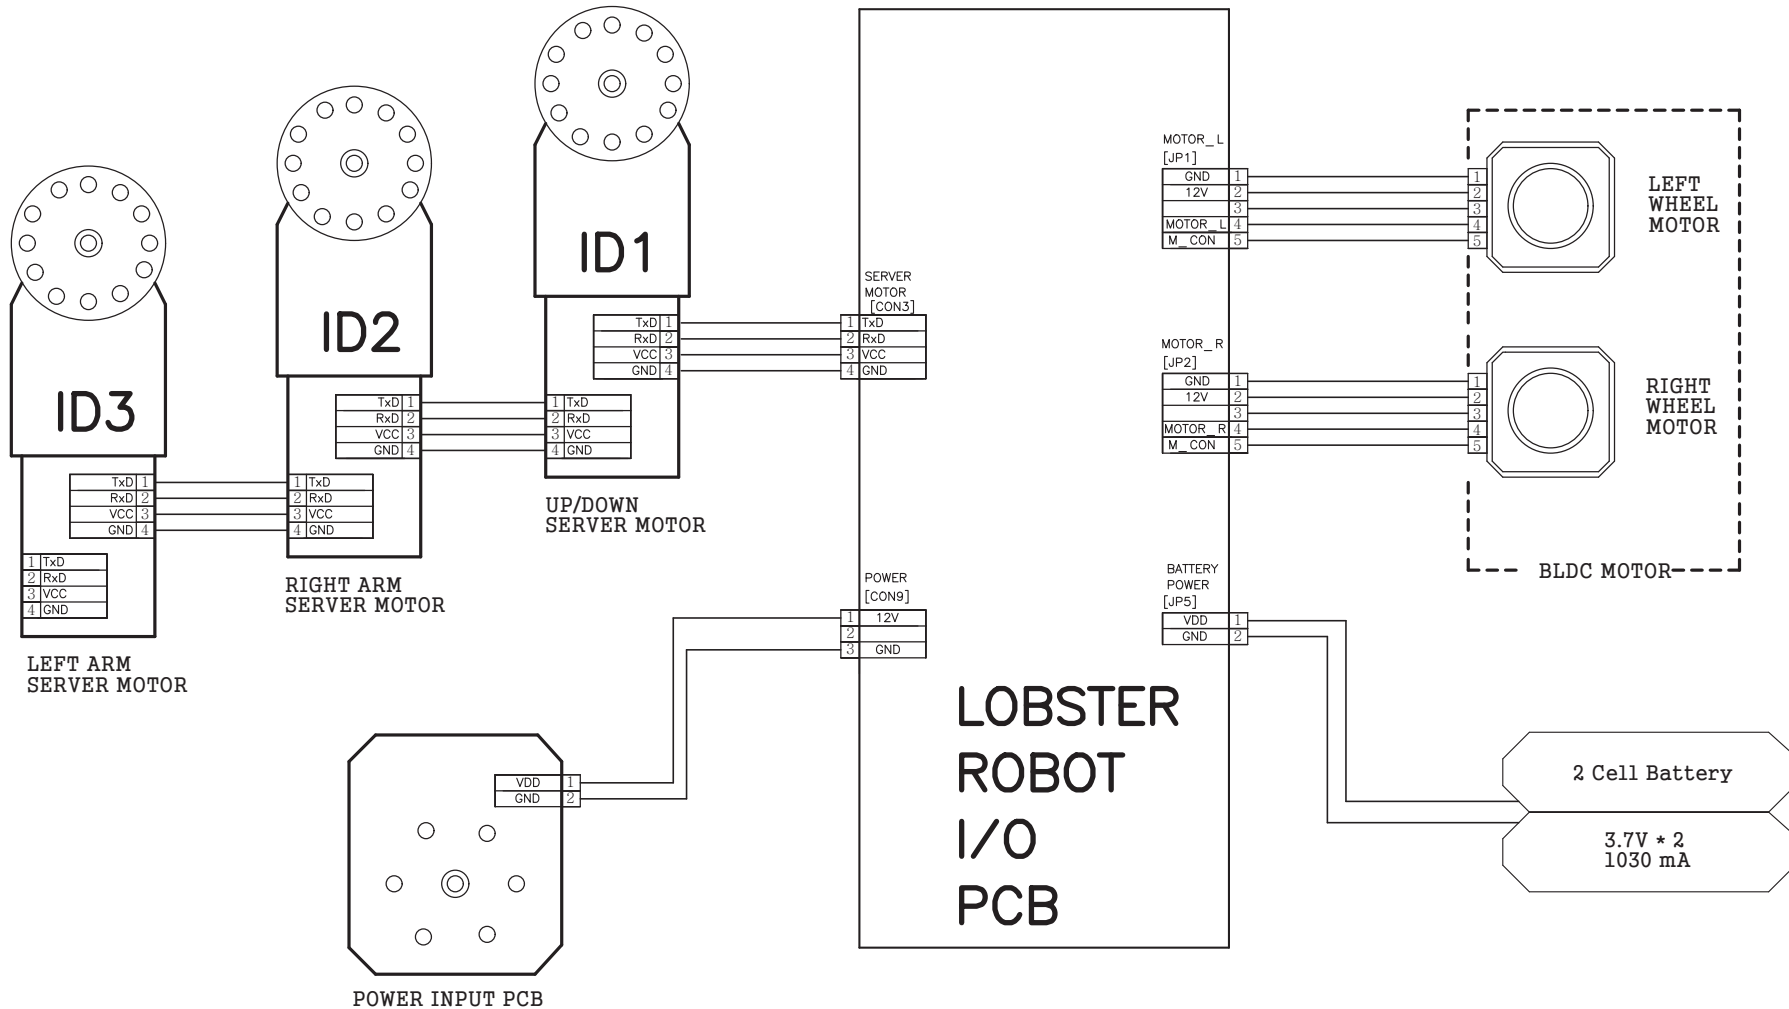 ID1
TxD 1
RxD 2
VCC 3
GND 4
1 TxD
2 RxD
3 VCC
4 GND
UP/DOWN
SERVER MOTOR
ID2
TxD 1
RxD 2
VCC 3
GND 4
1 TxD
2 RxD
3 VCC
4 GND
RIGHT ARM
SERVER MOTOR
ID3
TxD 1
RxD 2
VCC 3
GND 4
1 TxD
2 RxD
3 VCC
4 GND
LEFT ARM
SERVER MOTOR
SERVER
MOTOR
[CON3]
1 TxD
2 RxD
3 VCC
4 GND
POWER
[CON9]
1 12V
2
3 GND
VDD 1
GND 2
POWER INPUT PCB
LOBSTER
ROBOT
I/O
PCB
MOTOR_L
[JP1]
GND 1
12V 2
3
MOTOR_L 4
M_CON 5
1
2
3
4
5
LEFT
WHEEL
MOTOR
MOTOR_R
[JP2]
GND 1
12V 2
3
MOTOR_R 4
M_CON 5
1
2
3
4
5
RIGHT
WHEEL
MOTOR
BLDC MOTOR
BATTERY
POWER
[JP5]
VDD 1
GND 2
2 Cell Battery
3.7V * 2
1030 mA